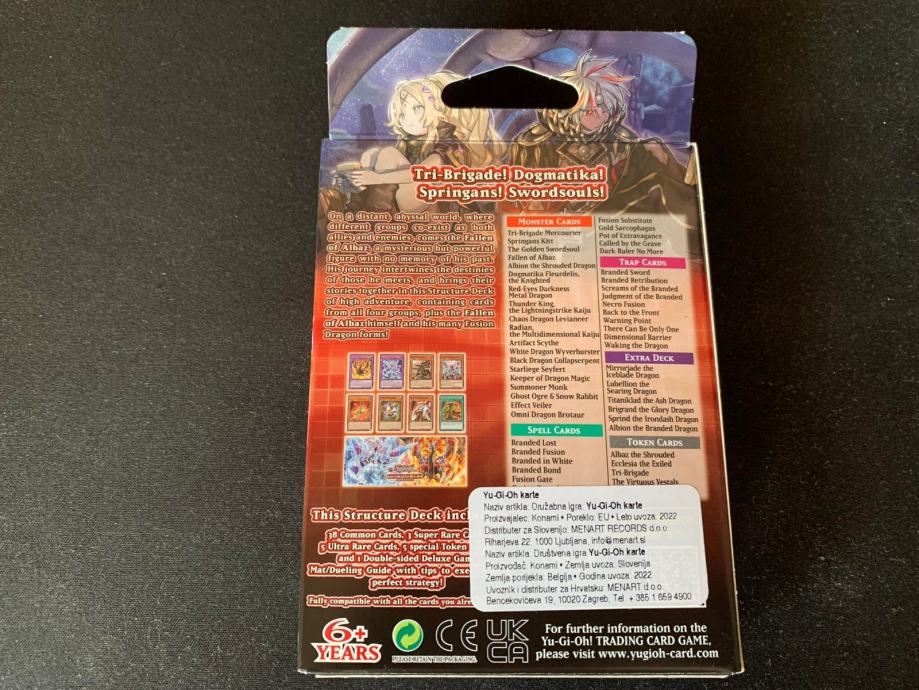 Tri-Brigade! Dogmatika!
Springans! Swordsouls!
On a distant, abyssal world, where
different groups co-exist as both
allies and enemies, comes the Fallen
of Albaz, a mysterious but powerful
figure with no memory of his past.
His journey intertwines the destinies
of those he meets, and brings their
stories together in this Structure Deck
of high adventure, containing cards
from all four groups, plus the Fallen
of Albaz himself and his many Fusion
Dragon forms!
Monster Cards
Tri-Brigade Mercourier
Springans Kitt
The Golden Swordsoul
Fallen of Albaz
Albion the Shrouded Dragon
Dogmatika Fleurdelis,
the Knighted
Red-Eyes Darkness
Metal Dragon
Thunder King,
the Lightningstrike Kaiju
Chaos Dragon Levianeer
Radian,
the Multidimensional Kaiju
Artifact Scythe
White Dragon Wyverburster
Black Dragon Collapserpent
Starliege Seyfert
Keeper of Dragon Magic
Summoner Monk
Ghost Ogre & Snow Rabbit
Effect Veiler
Omni Dragon Brotaur
Spell Cards
Branded Lost
Branded Fusion
Branded in White
Branded Bond
Fusion Gate
Fusion Substitute
Gold Sarcophagus
Pot of Extravagance
Called by the Grave
Dark Ruler No More
Trap Cards
Branded Sword
Branded Retribution
Screams of the Branded
Judgment of the Branded
Necro Fusion
Back to the Front
Warning Point
There Can Be Only One
Dimensional Barrier
Waking the Dragon
Extra Deck
Mirrorjade the
Iceblade Dragon
Lubellion the
Searing Dragon
Titaniklad the Ash Dragon
Brigrand the Glory Dragon
Sprind the Irondash Dragon
Albion the Branded Dragon
Token Cards
Albaz the Shrouded
Ecclesia the Exiled
Tri-Brigade
The Virtuous Vestals
This Structure Deck inc
38 Common Cards, 3 Super Rare Ca
5 Ultra Rare Cards, 5 special Token
and 1 Double-sided Deluxe Gam
Mat/Dueling Guide with tips to exe
perfect strategy!
Fully compatible with all the cards you alre
Yu-Gi-Oh karte
Naziv artikla: Družabna igra: Yu-Gi-Oh karte
Proizvajalec: Konami • Poreklo: EU • Leto uvoza: 2022
Distributer za Slovenijo: MENART RECORDS d.o.o
Riharjeva 22, 1000 Ljubljana, info@menart.si
Naziv artikla: Društvena igra Yu-Gi-Oh karte
Proizvođač: Konami • Zemlja uvoza: Slovenija
Zemlja porijekla: Belgija • Godina uvoza: 2022
Uvoznik i distributer za Hrvatsku: MENART d.o.o
Bencekovićeva 19, 10020 Zagreb, Tel. + 385 1 659 4900
6+
YEARS
PLEASE RETAIN THE PACKAGING
CE
UK
CA
For further information on the
Yu-Gi-Oh! TRADING CARD GAME,
please visit www.yugioh-card.com